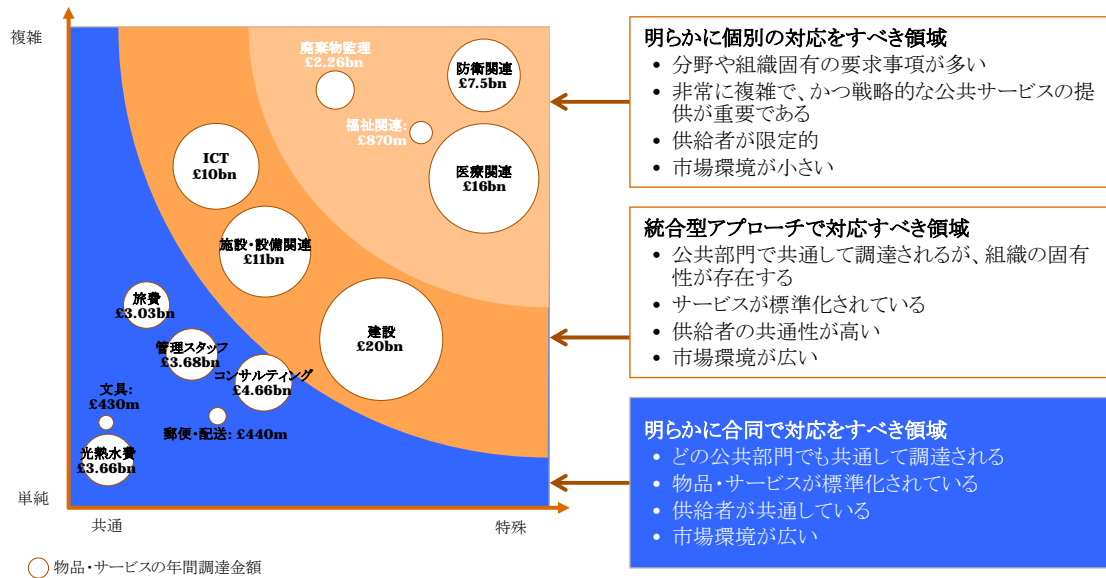 複雑
廃棄物監理
£2.26bn
防衛関連
£7.5bn
福祉関連:
£870m
ICT
£10bn
医療関連
£16bn
施設・設備関連
£11bn
旅費
£3.03bn
建設
£20bn
管理スタッフ
£3.68bn
コンサルティング
£4.66bn
文具:
£430m
郵便・配送: £440m
光熱水費
£3.66bn
単純
共通
特殊
物品・サービスの年間調達金額
明らかに個別の対応をすべき領域
• 分野や組織固有の要求事項が多い
• 非常に複雑で、かつ戦略的な公共サービスの提
供が重要である
• 供給者が限定的
• 市場環境が小さい
統合型アプローチで対応すべき領域
• 公共部門で共通して調達されるが、組織の固有
性が存在する
• サービスが標準化されている
• 供給者の共通性が高い
• 市場環境が広い
明らかに合同で対応をすべき領域
• どの公共部門でも共通して調達される
• 物品・サービスが標準化されている
• 供給者が共通している
• 市場環境が広い